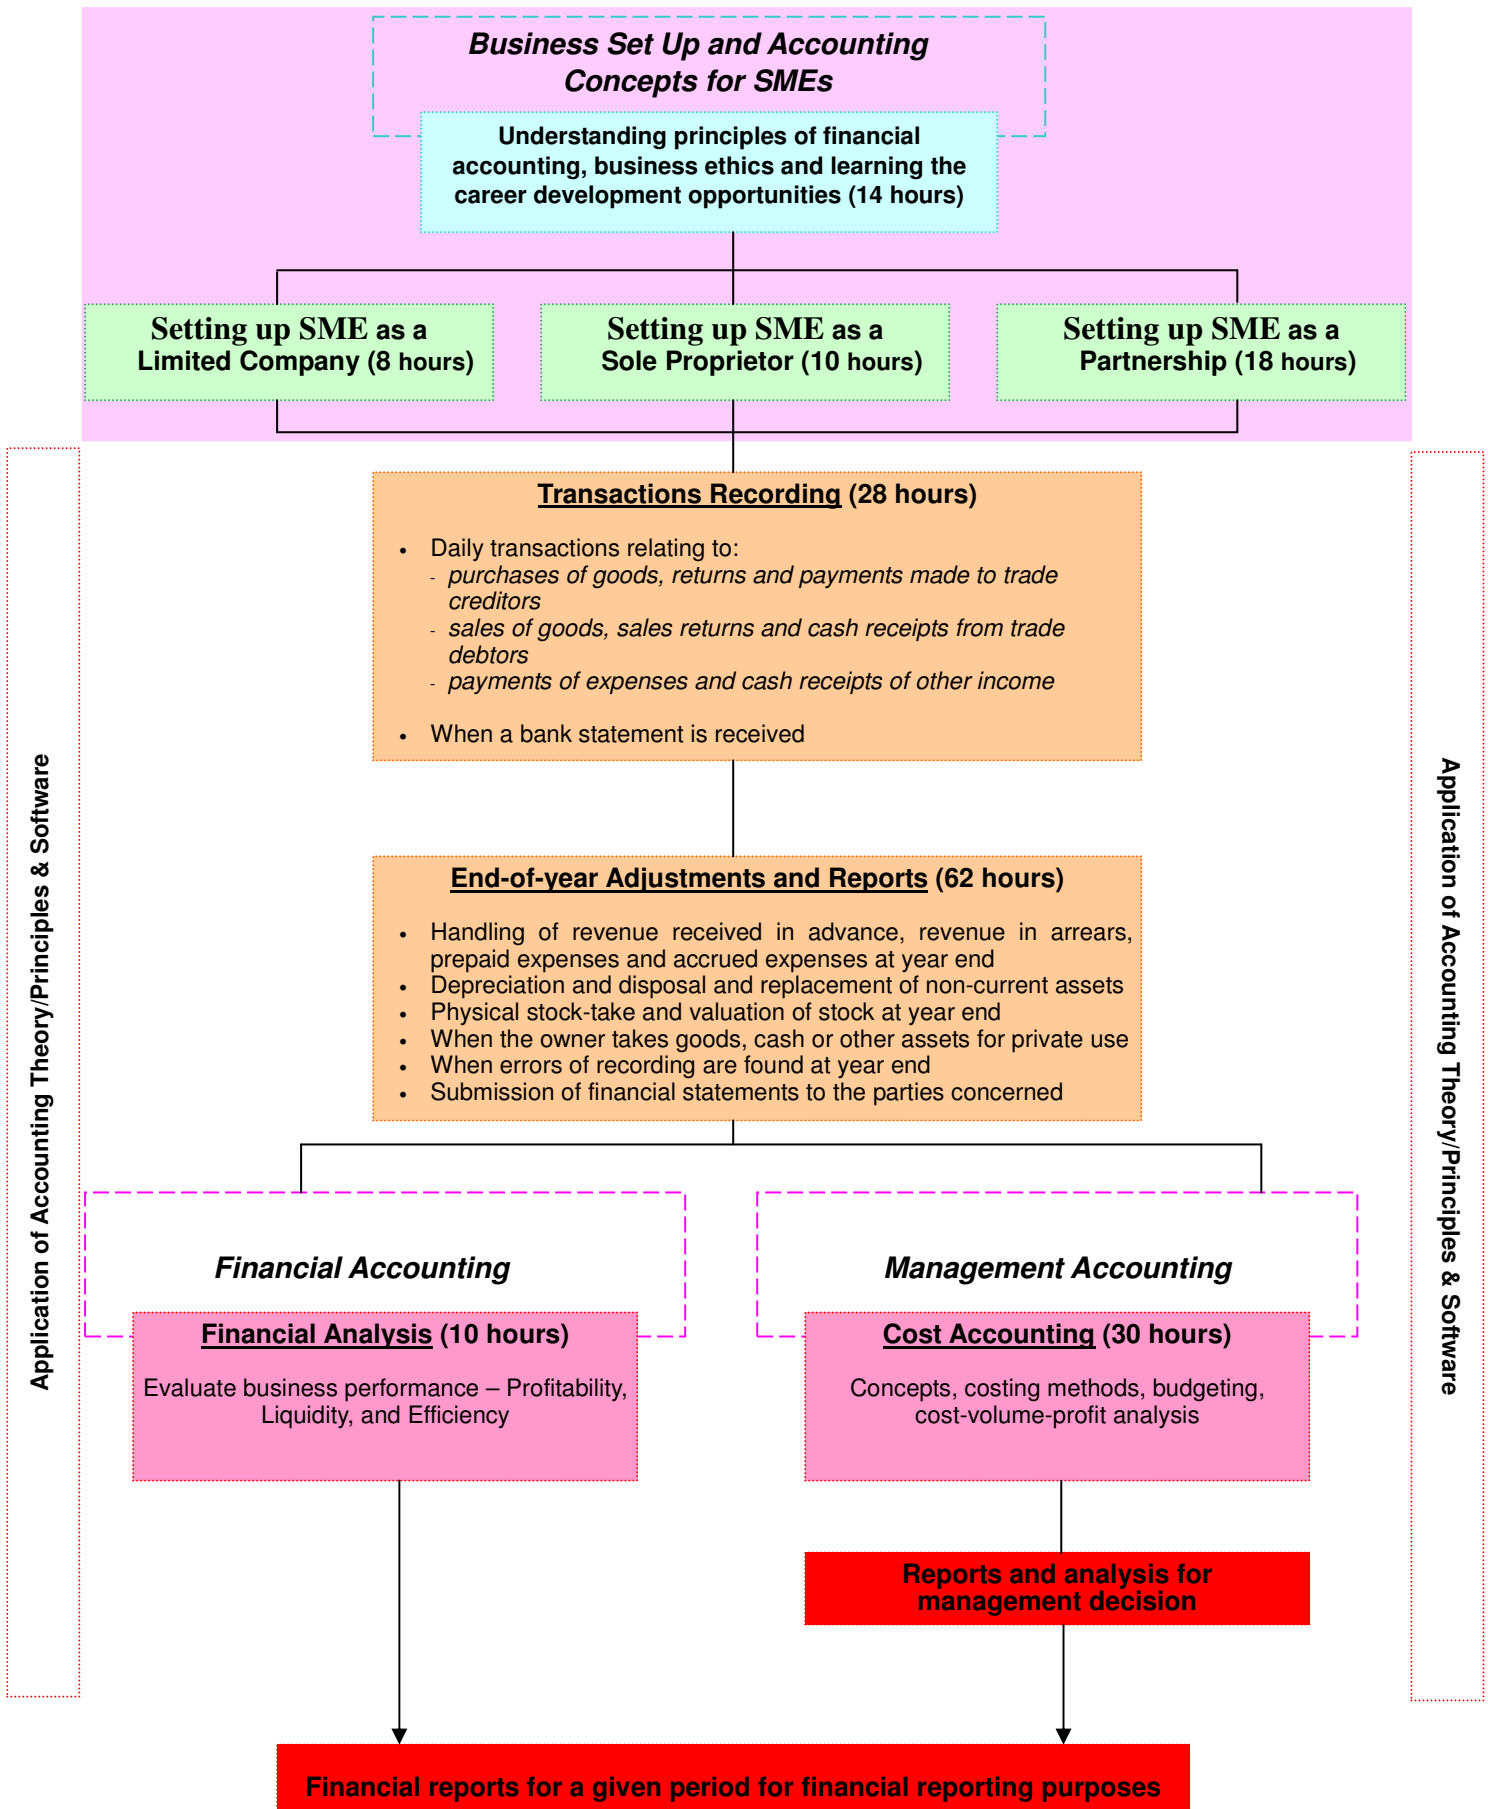 Business Set Up and Accounting
Concepts for SMEs
Understanding principles of financial
accounting, business ethics and learning the
career development opportunities (14 hours)
Setting up SME as a
Limited Company (8 hours)
Setting up SME as a
Sole Proprietor (10 hours)
Setting up SME as a
Partnership (18 hours)
Application of Accounting Theory/Principles & Software
Transactions Recording (28 hours)
• Daily transactions relating to:
- purchases of goods, returns and payments made to trade
creditors
- sales of goods, sales returns and cash receipts from trade
debtors
- payments of expenses and cash receipts of other income
• When a bank statement is received
End-of-year Adjustments and Reports (62 hours)
• Handling of revenue received in advance, revenue in arrears,
prepaid expenses and accrued expenses at year end
• Depreciation and disposal and replacement of non-current assets
• Physical stock-take and valuation of stock at year end
• When the owner takes goods, cash or other assets for private use
• When errors of recording are found at year end
• Submission of financial statements to the parties concerned
Application of Accounting Theory/Principles & Software
Financial Accounting
Financial Analysis (10 hours)
Evaluate business performance – Profitability,
Liquidity, and Efficiency
Management Accounting
Cost Accounting (30 hours)
Concepts, costing methods, budgeting,
cost-volume-profit analysis
Reports and analysis for
management decision
Financial reports for a given period for financial reporting purposes